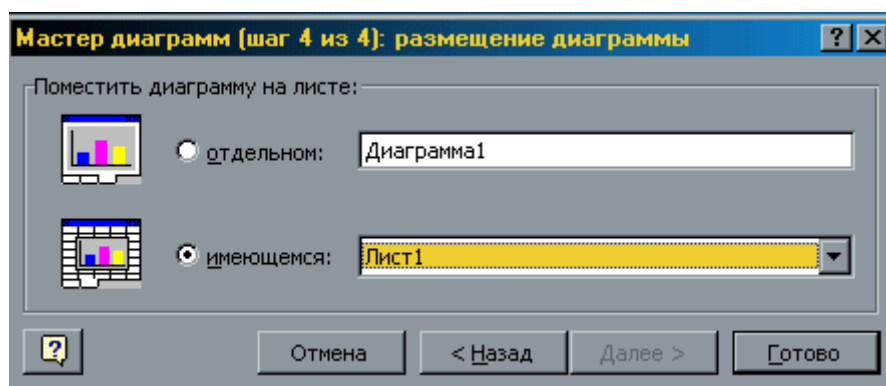 Мастер диаграмм (шаг 4 из 4): размещение диаграммы
Поместить диаграмму на листе:
отдельном: Диаграмма1
имеющемся: Лист1
Отмена < Назад Далее > Готово